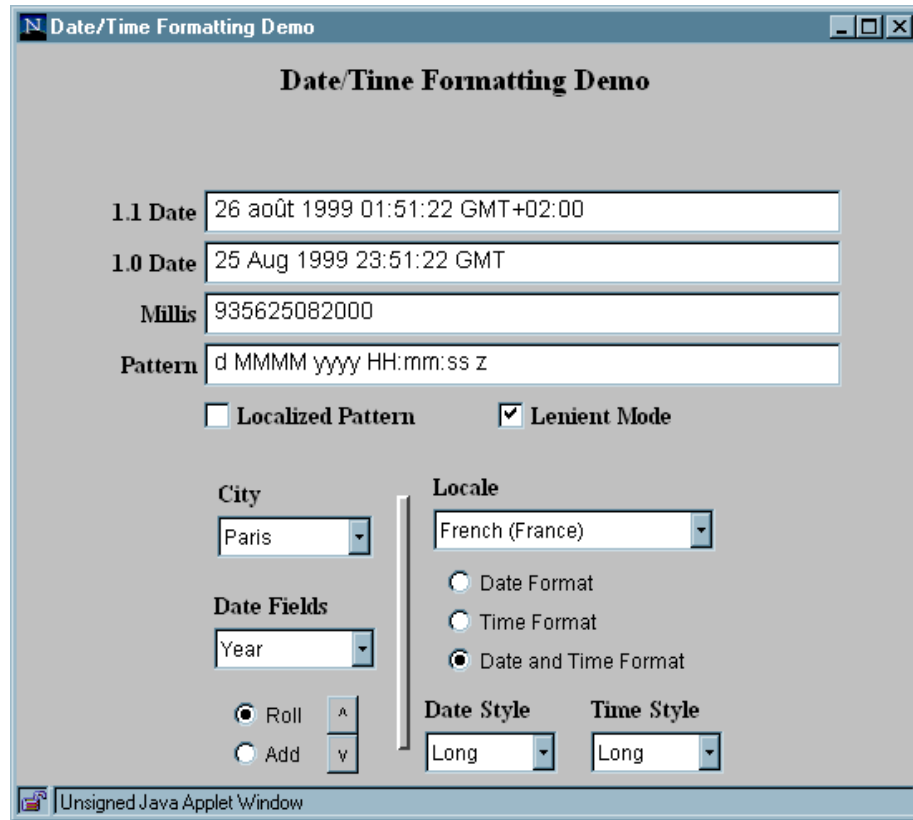 N Date/Time Formatting Demo
Date/Time Formatting Demo
1.1 Date 26 août 1999 01:51:22 GMT+02:00
1.0 Date 25 Aug 1999 23:51:22 GMT
Millis 935625082000
Pattern d MMMM yyyy HH:mm:ss z
Localized Pattern Lenient Mode
City
Paris
Date Fields
Year
Roll ^
Add v
Locale
French (France)
Date Format
Time Format
Date and Time Format
Date Style Time Style
Long Long
Unsigned Java Applet Window